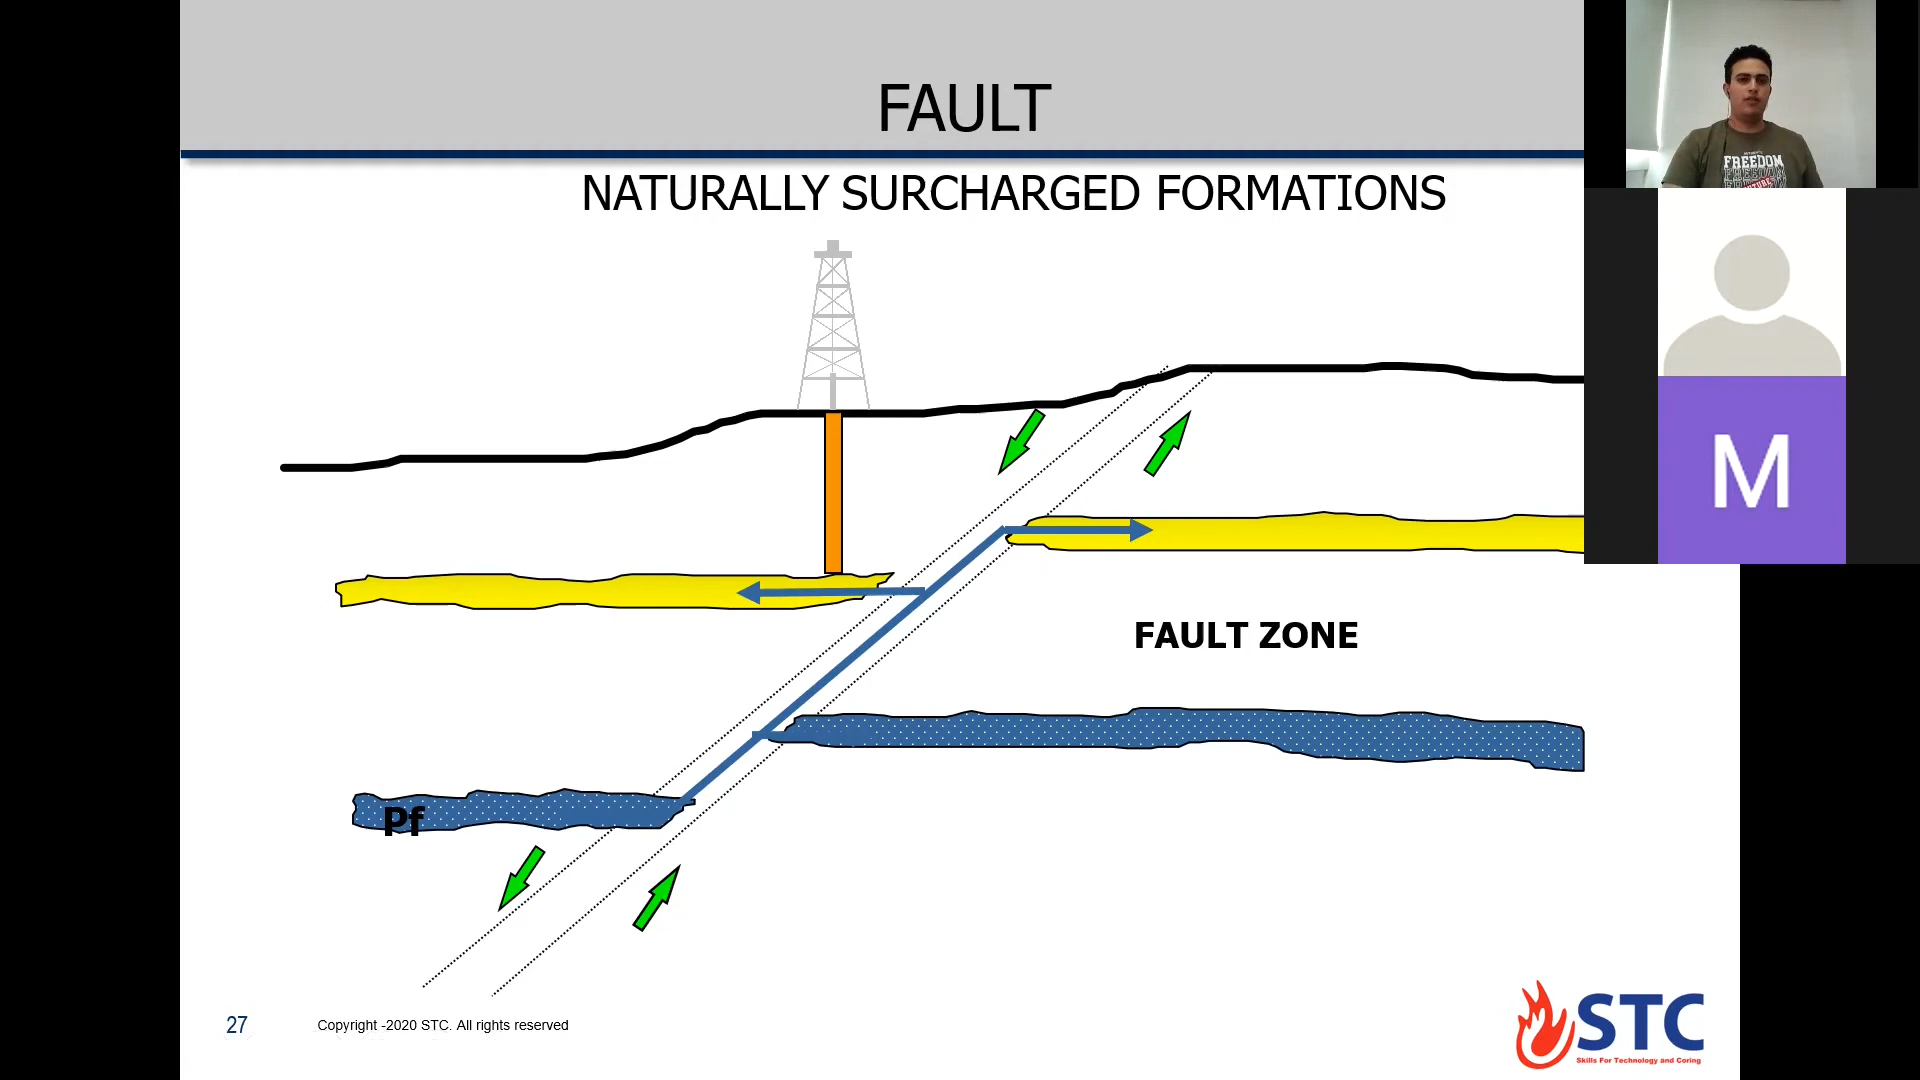 FAULT
NATURALLY SURCHARGED FORMATIONS
FREEDOM
FREEDOM
M
FAULT ZONE
Pf
27
Copyright -2020 STC. All rights reserved
STC
Skills For Technology and Coring